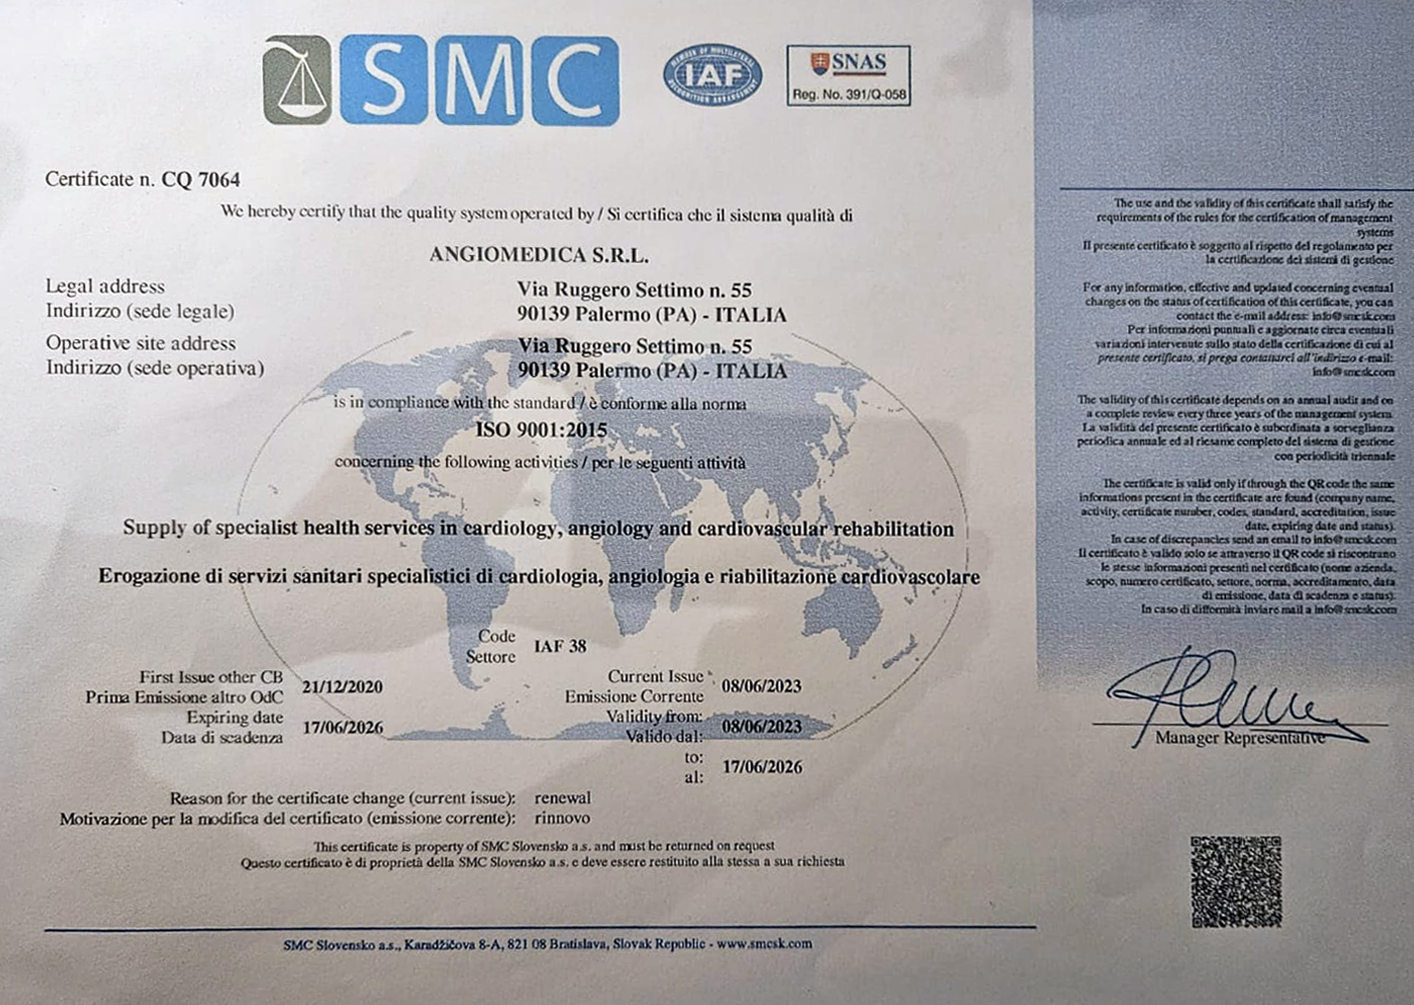 SMC
MEMBER OF MULTILATERAL
IAF
RECOGNITION ARRANGEMENT
SNAS
Reg. No. 391/Q-058
Certificate n. CQ 7064
We hereby certify that the quality system operated by / Si certifica che il sistema qualità di
ANGIOMEDICA S.R.L.
Legal address
Indirizzo (sede legale)
Via Ruggero Settimo n. 55
90139 Palermo (PA) - ITALIA
Operative site address
Indirizzo (sede operativa)
Via Ruggero Settimo n. 55
90139 Palermo (PA) - ITALIA
is in compliance with the standard / è conforme alla norma
ISO 9001:2015
concerning the following activities / per le seguenti attività
Supply of specialist health services in cardiology, angiology and cardiovascular rehabilitation
Erogazione di servizi sanitari specialistici di cardiologia, angiologia e riabilitazione cardiovascolare
Code
Settore
IAF 38
First Issue other CB
Prima Emissione altro OdC
21/12/2020
Expiring date
Data di scadenza
17/06/2026
Current Issue
Emissione Corrente
08/06/2023
Validity from:
Valido dal:
08/06/2023
to:
al:
17/06/2026
Reason for the certificate change (current issue): renewal
Motivazione per la modifica del certificato (emissione corrente): rinnovo
This certificate is property of SMC Slovensko a.s. and must be returned on request
Questo certificato è di proprietà della SMC Slovensko a.s. e deve essere restituito alla stessa a sua richiesta
SMC Slovensko a.s., Karadžičova 8-A, 821 08 Bratislava, Slovak Republic - www.smcsk.com
The use and the validity of this certificate shall satisfy the
requirements of the rules for the certification of management
systems
Il presente certificato è soggetto al rispetto del regolamento per
la certificazione dei sistemi di gestione
For any information, effective and updated concerning eventual
changes on the status of certification of this certificate, you can
contact the e-mail address: info@smcsk.com
Per informazioni puntuali e aggiornate circa eventuali
variazioni intervenute sullo stato della certificazione di cui al
presente certificato, si prega contattarci all'indirizzo e-mail:
info@smcsk.com
The validity of this certificate depends on an annual audit and on
a complete review every three years of the management system.
La validità del presente certificato è subordinata a sorveglianza
periodica annuale ed al riesame completo del sistema di gestione
con periodicità triennale
The certificate is valid only if through the QR code the same
informations present in the certificate are found (company name,
activity, certificate number, codes, standard, accreditation, issue
date, expiring date and status).
In case of discrepancies send an email to info@smcsk.com
Il certificato è valido solo se attraverso il QR code si riscontrano
le stesse informazioni presenti nel certificato (nome azienda,
scopo, numero certificato, settore, norma, accreditamento, data
di emissione, data di scadenza e status).
In caso di difformità inviare mail a info@smcsk.com
Manager Representative